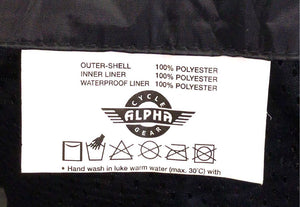 OUTER-SHELL 100% POLYESTER
INNER LINER 100% POLYESTER
WATERPROOF LINER 100% POLYESTER
CYCLE
ALPHA
GEAR
• Hand wash in luke warm water (max. 30°C) with